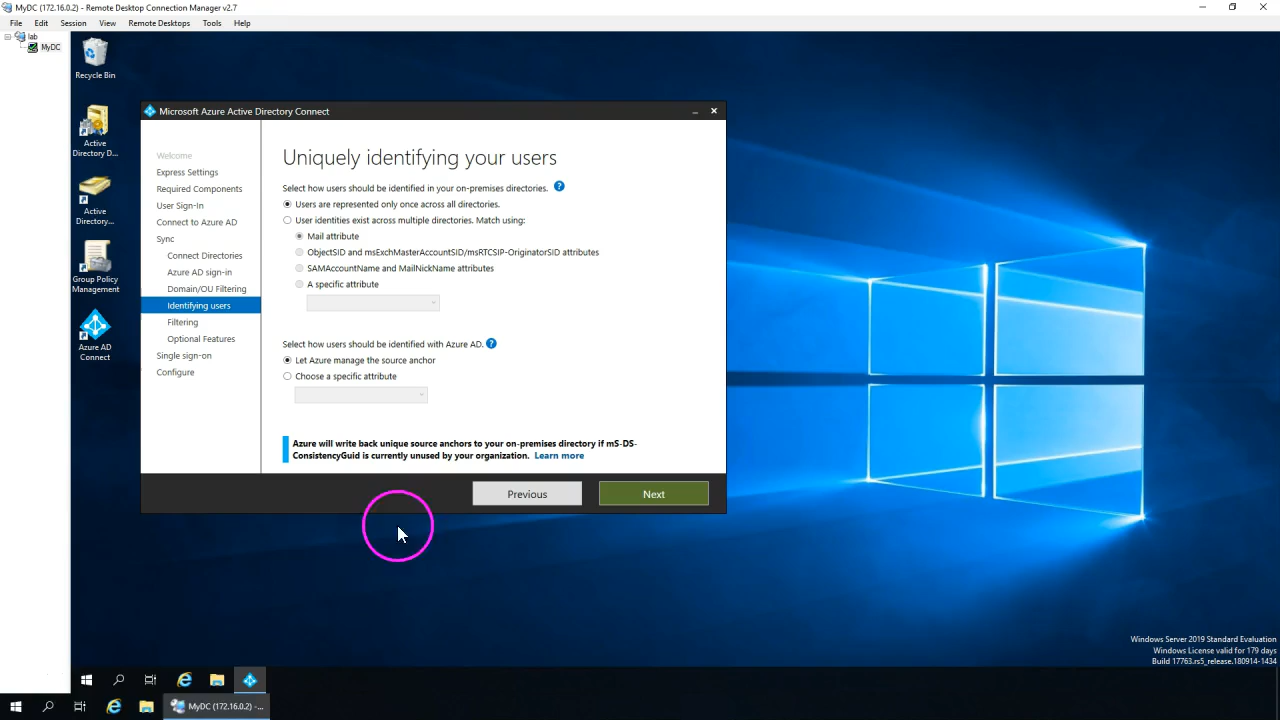 MyDC (172.16.0.2) - Remote Desktop Connection Manager v2.7
File Edit Session View Remote Desktops Tools Help
lab
MyDC
Recycle Bin
Active
Directory D...
Active
Directory...
Group Policy
Management
Azure AD
Connect
Microsoft Azure Active Directory Connect
Welcome
Express Settings
Required Components
User Sign-In
Connect to Azure AD
Sync
Connect Directories
Azure AD sign-in
Domain/OU Filtering
Identifying users
Filtering
Optional Features
Single sign-on
Configure
Uniquely identifying your users
Select how users should be identified in your on-premises directories. ?
Users are represented only once across all directories.
User identities exist across multiple directories. Match using:
Mail attribute
ObjectSID and msExchMasterAccountSID/msRTCSIP-OriginatorSID attributes
SAMAccountName and MailNickName attributes
A specific attribute
Select how users should be identified with Azure AD. ?
Let Azure manage the source anchor
Choose a specific attribute
Azure will write back unique source anchors to your on-premises directory if mS-DS-
ConsistencyGuid is currently unused by your organization. Learn more
Previous Next
Windows Server 2019 Standard Evaluation
Windows License valid for 179 days
Build 17763.rs5_release.180914-1434
MyDC (172.16.0.2) -...